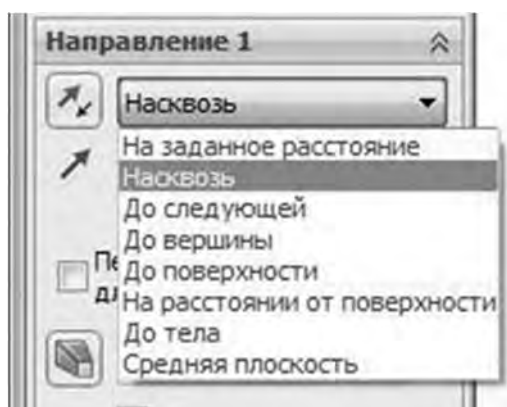 Направление 1
Насквозь
На заданное расстояние
Насквозь
До следующей
До вершины
До поверхности
На расстоянии от поверхности
До тела
Средняя плоскость